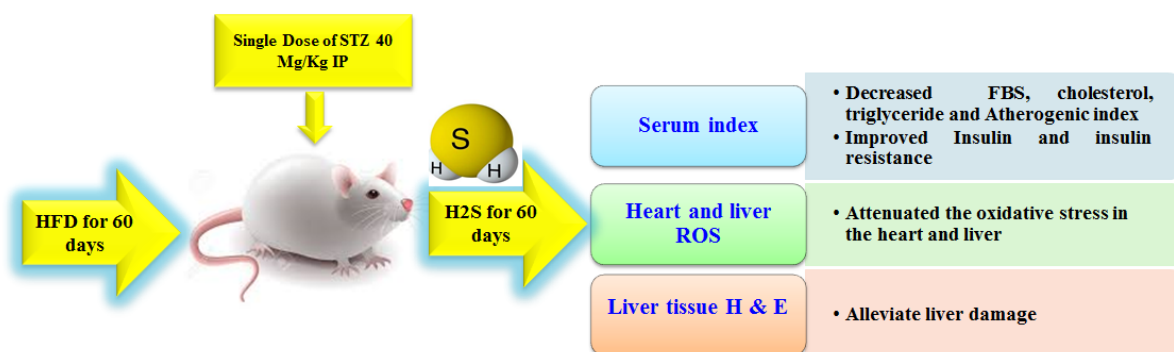 Single Dose of STZ 40
Mg/Kg IP
HFD for 60
days
S
H H
H2S for 60
days
Serum index
• Decreased FBS, cholesterol,
triglyceride and Atherogenic index
• Improved Insulin and insulin
resistance
Heart and liver
ROS
• Attenuated the oxidative stress in
the heart and liver
Liver tissue H & E
• Alleviate liver damage